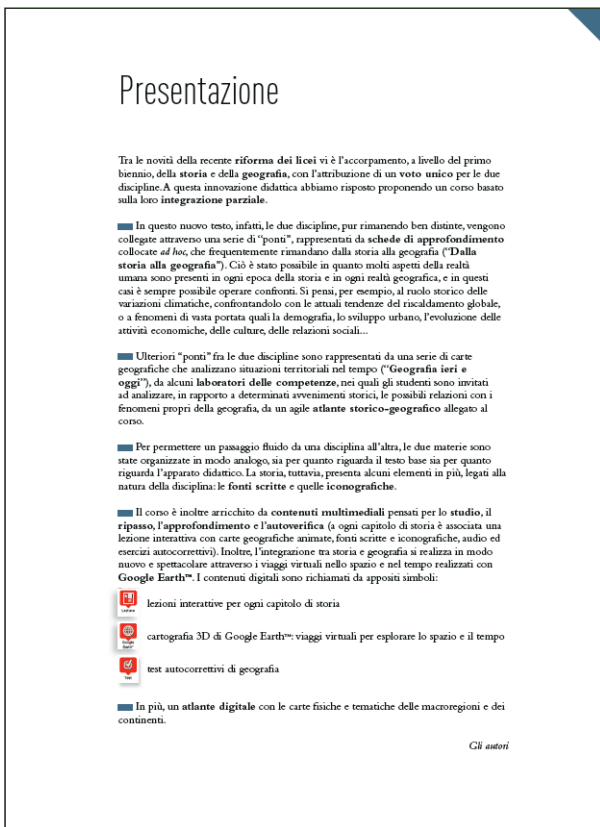 Presentazione
Tra le novità della recente riforma dei licei vi è l'accorpamento, a livello del primo
biennio, della storia e della geografia, con l'attribuzione di un voto unico per le due
discipline. A questa innovazione didattica abbiamo risposto proponendo un corso basato
sulla loro integrazione parziale.
In questo nuovo testo, infatti, le due discipline, pur rimanendo ben distinte, vengono
collegate attraverso una serie di "ponti", rappresentati da schede di approfondimento
collocate ad hoc, che frequentemente rimandano dalla storia alla geografia ("Dalla
storia alla geografia"). Ciò è stato possibile in quanto molti aspetti della realtà
umana sono presenti in ogni epoca della storia e in ogni realtà geografica, e in questi
casi è sempre possibile operare confronti. Si pensi, per esempio, al ruolo storico delle
variazioni climatiche, confrontandolo con le attuali tendenze del riscaldamento globale,
o a fenomeni di vasta portata quali la demografia, lo sviluppo urbano, l'evoluzione delle
attività economiche, delle culture, delle relazioni sociali...
Ulteriori "ponti" fra le due discipline sono rappresentati da una serie di carte
geografiche che analizzano situazioni territoriali nel tempo ("Geografia ieri e
oggi"), da alcuni laboratori delle competenze, nei quali gli studenti sono invitati
ad analizzare, in rapporto a determinati avvenimenti storici, le possibili relazioni con i
fenomeni propri della geografia, da un agile atlante storico-geografico allegato al
corso.
Per permettere un passaggio fluido da una disciplina all'altra, le due materie sono
state organizzate in modo analogo, sia per quanto riguarda il testo base sia per quanto
riguarda l'apparato didattico. La storia, tuttavia, presenta alcuni elementi in più, legati alla
natura della disciplina: le fonti scritte e quelle iconografiche.
Il corso è inoltre arricchito da contenuti multimediali pensati per lo studio, il
ripasso, l'approfondimento e l'autoverifica (a ogni capitolo di storia è associata una
lezione interattiva con carte geografiche animate, fonti scritte e iconografiche, audio ed
esercizi autocorrettivi). Inoltre, l'integrazione tra storia e geografia si realizza in modo
nuovo e spettacolare attraverso i viaggi virtuali nello spazio e nel tempo realizzati con
Google Earth™. I contenuti digitali sono richiamati da appositi simboli:
Lezione
lezioni interattive per ogni capitolo di storia
Google
Earth™
cartografia 3D di Google Earth™: viaggi virtuali per esplorare lo spazio e il tempo
Test
test autocorrettivi di geografia
In più, un atlante digitale con le carte fisiche e tematiche delle macroregioni e dei
continenti.
Gli autori